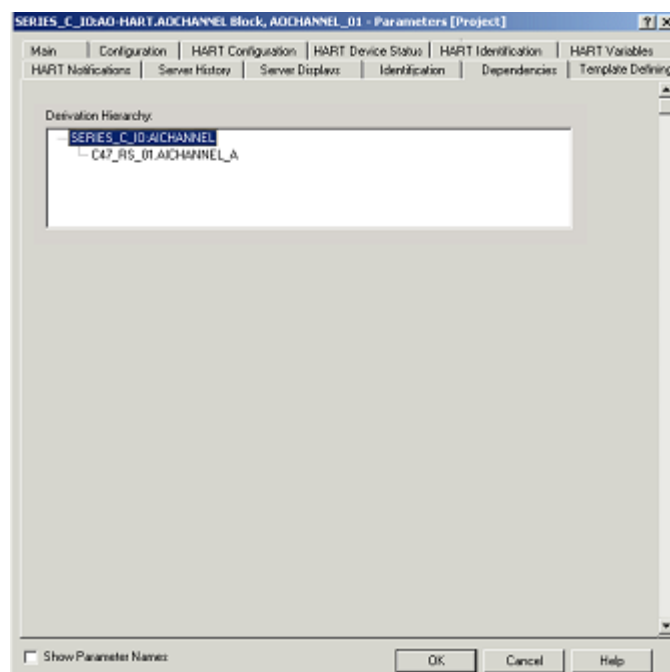 SERIES_C_IO:AO-HART.AOCHANNEL Block, AOCHANNEL_01 - Parameters [Project]
Main Configuration HART Configuration HART Device Status HART Identification HART Variables
HART Notifications Server History Server Displays Identification Dependencies Template Defining
Derivation Hierarchy:
SERIES_C_IO:AICHANNEL
C47_RS_01.AICHANNEL_A
Show Parameter Names
OK Cancel Help